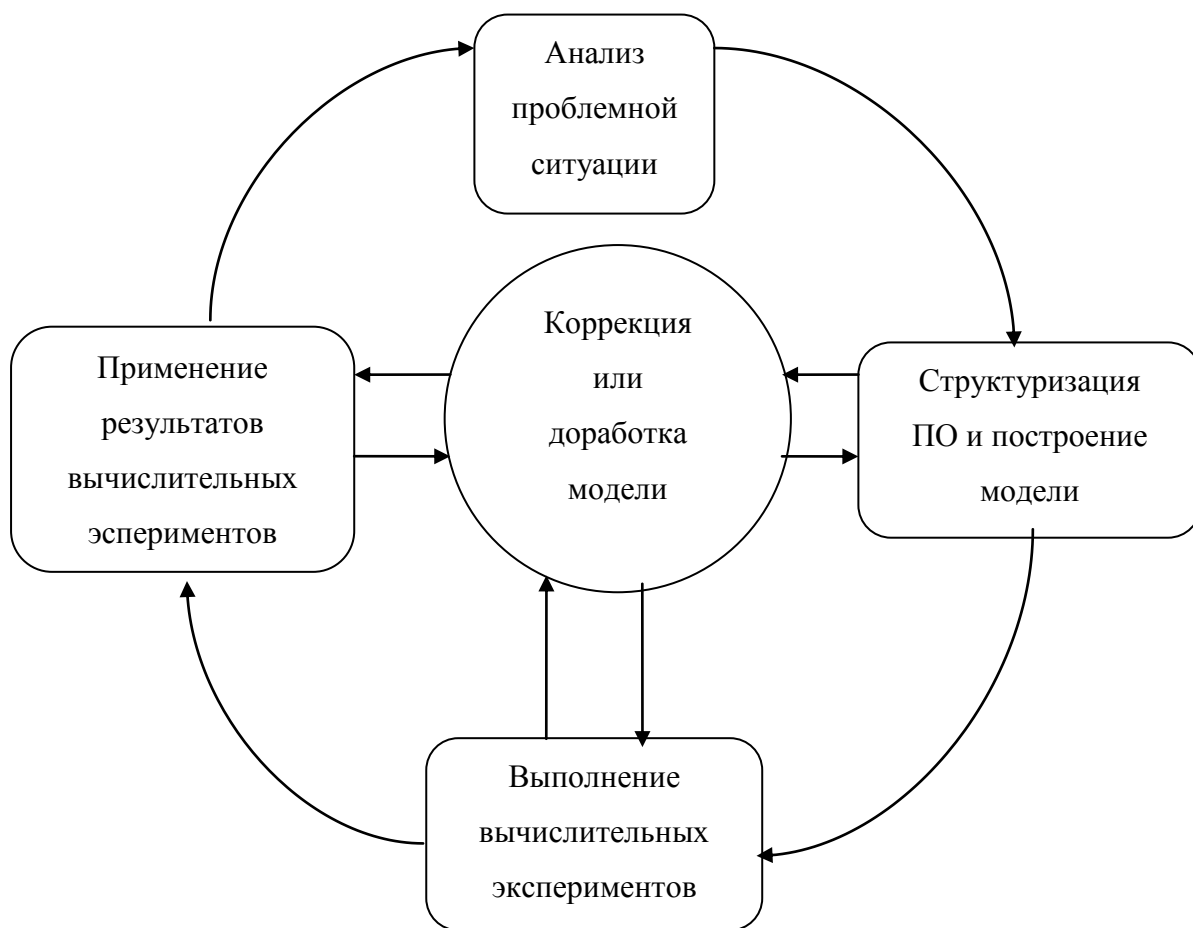 Анализ
проблемной
ситуации
Коррекция
или
доработка
модели
Применение
результатов
вычислительных
эспериментов
Структуризация
ПО и построение
модели
Выполнение
вычислительных
экспериментов